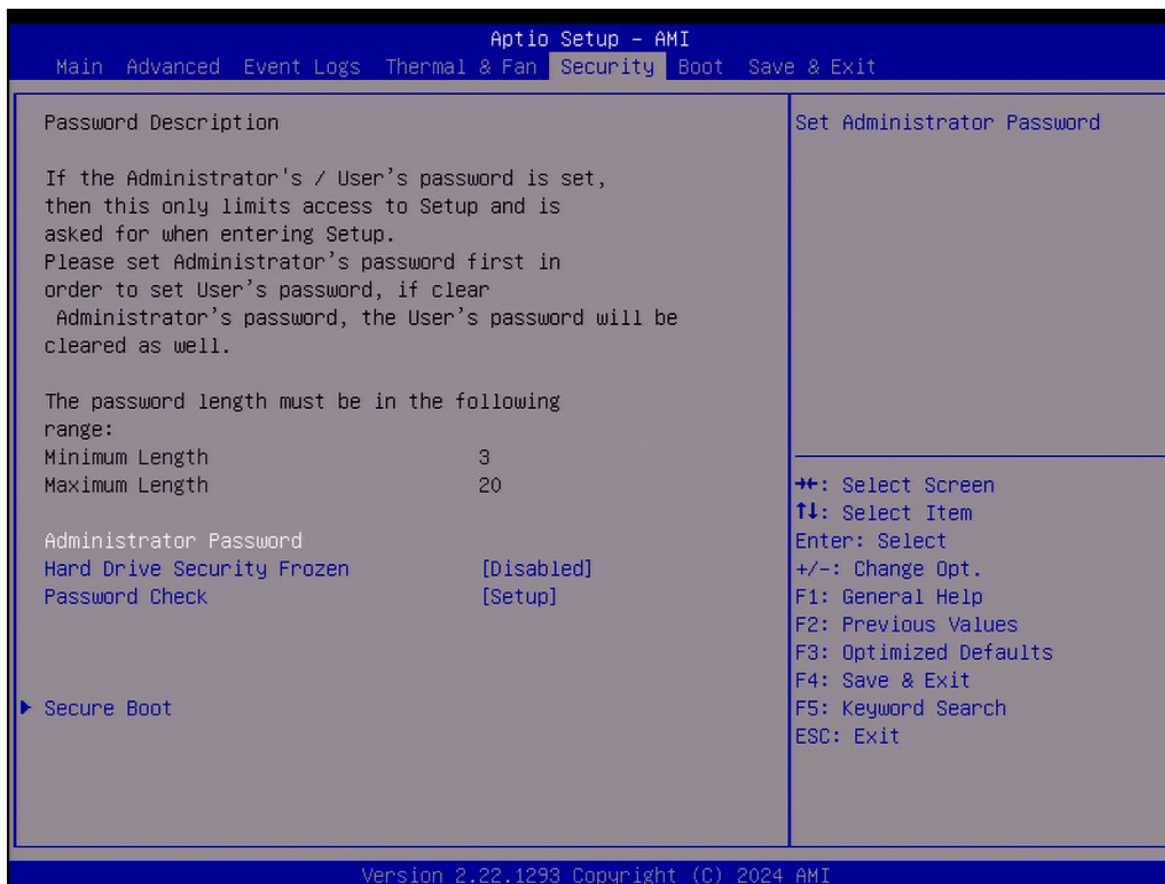 Aptio Setup – AMI
Main Advanced Event Logs Thermal & Fan Security Boot Save & Exit
Password Description
If the Administrator's / User's password is set,
then this only limits access to Setup and is
asked for when entering Setup.
Please set Administrator's password first in
order to set User's password, if clear
Administrator's password, the User's password will be
cleared as well.
The password length must be in the following
range:
Minimum Length 3
Maximum Length 20
Administrator Password
Hard Drive Security Frozen [Disabled]
Password Check [Setup]
► Secure Boot
Set Administrator Password
→←: Select Screen
↑↓: Select Item
Enter: Select
+/-: Change Opt.
F1: General Help
F2: Previous Values
F3: Optimized Defaults
F4: Save & Exit
F5: Keyword Search
ESC: Exit
Version 2.22.1293 Copyright (C) 2024 AMI